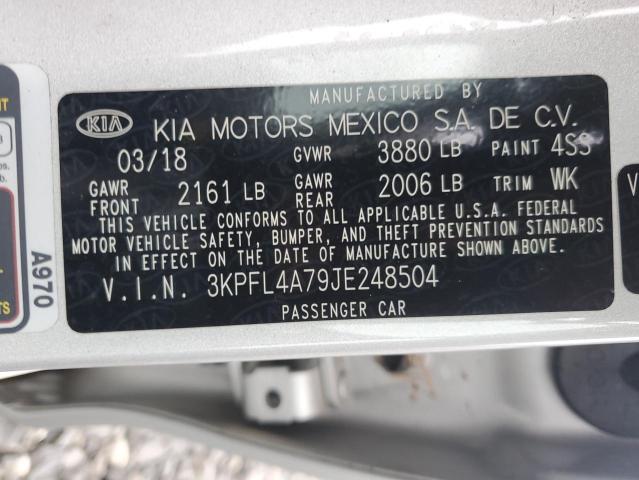 MANUFACTURED BY
KIA KIA MOTORS MEXICO S.A. DE C.V.
03/18 GVWR 3880 LB PAINT 4SS
GAWR FRONT 2161 LB GAWR REAR 2006 LB TRIM WK
THIS VEHICLE CONFORMS TO ALL APPLICABLE U.S.A. FEDERAL
MOTOR VEHICLE SAFETY, BUMPER, AND THEFT PREVENTION STANDARDS
IN EFFECT ON THE DATE OF MANUFACTURE SHOWN ABOVE.
V.I.N. 3KPFL4A79JE248504
PASSENGER CAR
A970